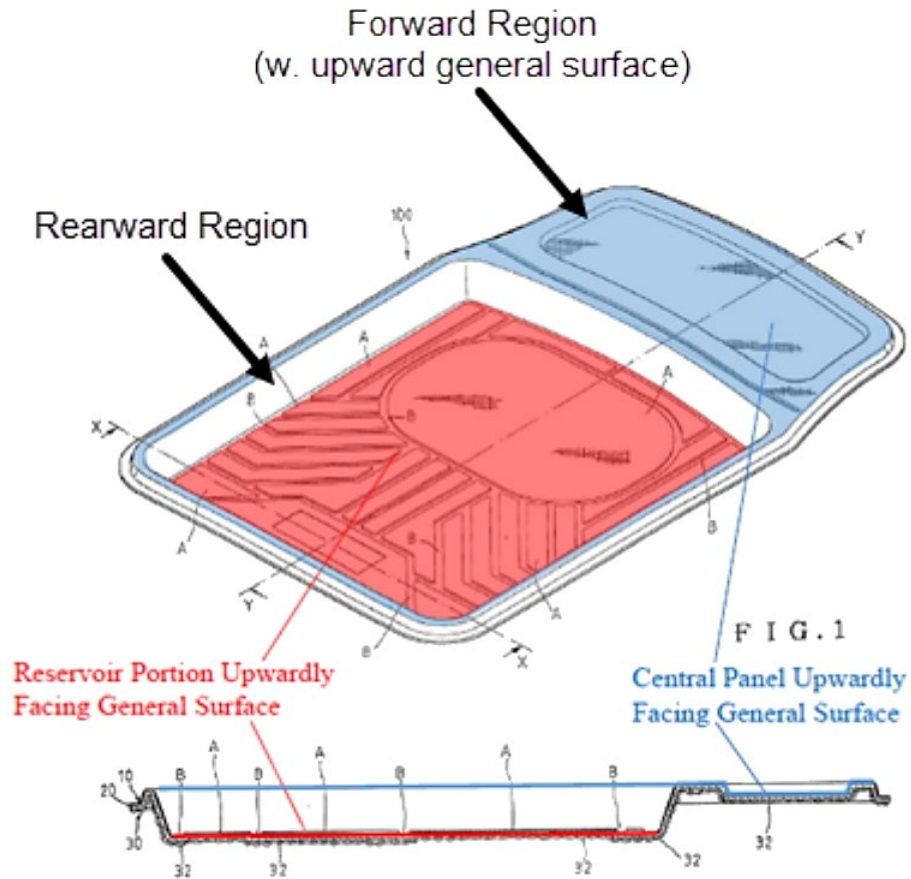 Forward Region
(w. upward general surface)
Rearward Region
100
Y
A
A
A
B
B
X
B
A
B
A
Y
B
X
FIG.1
Reservoir Portion Upwardly
Facing General Surface
Central Panel Upwardly
Facing General Surface
A
A
A
10
B
B
B
B
20
30
32
32
32
32
32